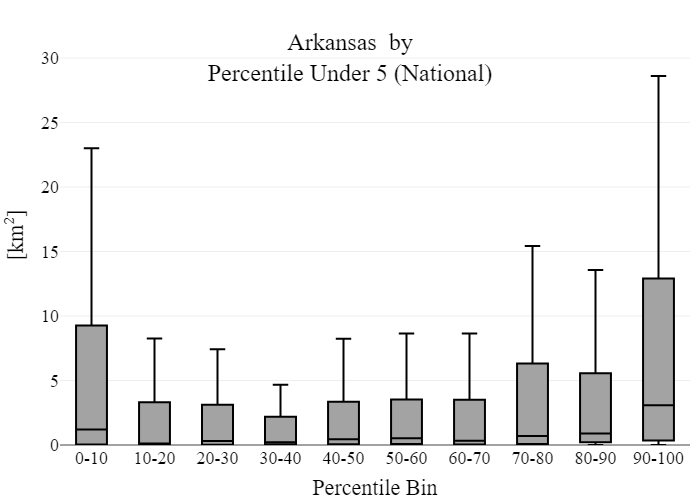 Arkansas  by
Percentile Under 5 (National)
30
25
20
15
10
5
0
[km²]
0-10 10-20 20-30 30-40 40-50 50-60 60-70 70-80 80-90 90-100
Percentile Bin